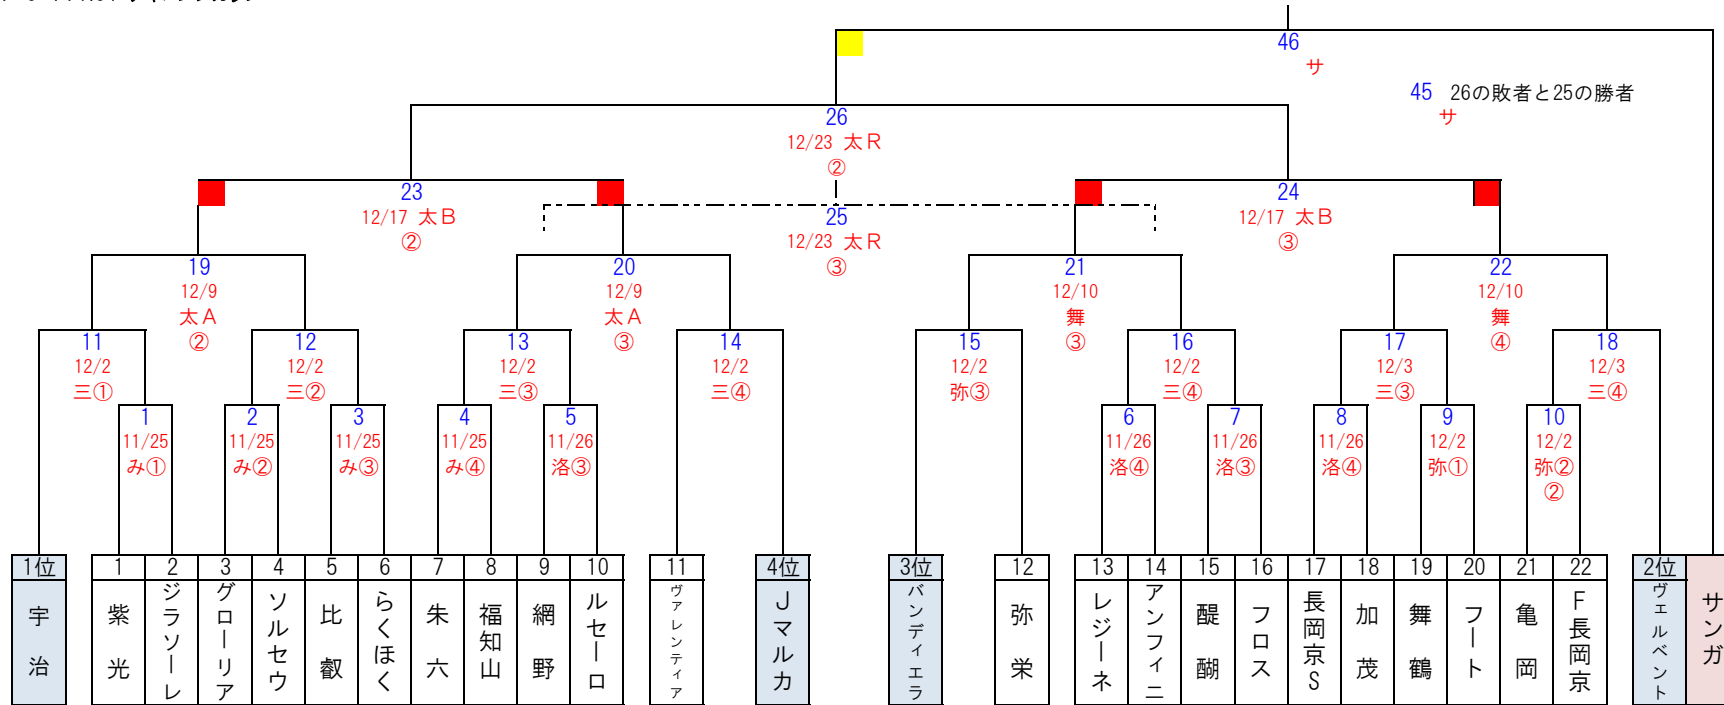 46
サ
45 26の敗者と25の勝者
サ
26
12/23 太R
②
23
12/17 太B
②
24
12/17 太B
③
25
12/23 太R
③
19
12/9
太A
②
20
12/9
太A
③
21
12/10
舞
③
22
12/10
舞
④
11
12/2
三①
12
12/2
三②
13
12/2
三③
14
12/2
三④
15
12/2
弥③
16
12/2
三④
17
12/3
三③
18
12/3
三④
1
11/25
み①
2
11/25
み②
3
11/25
み③
4
11/25
み④
5
11/26
洛③
6
11/26
洛④
7
11/26
洛③
8
11/26
洛④
9
12/2
弥①
10
12/2
弥②
②
1位
宇治
1
紫光
2
ジラソーレ
3
グローリア
4
ソルセウ
5
比叡
6
らくほく
7
朱六
8
福知山
9
網野
10
ルセーロ
11
ヴァレンティア
4位
Jマルカ
3位
バンディエラ
12
弥栄
13
レジーネ
14
アンフィニ
15
醍醐
16
フロス
17
長岡京S
18
加茂
19
舞鶴
20
フート
21
亀岡
22
F長岡京
2位
ヴェルベント
サンガ